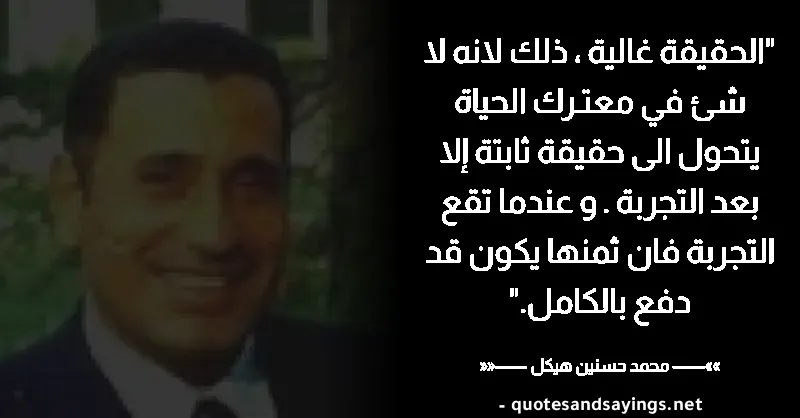 "الحقيقة غالية ، ذلك لانه لا
شئ في معترك الحياة
يتحول الى حقيقة ثابتة إلا
بعد التجربة . و عندما تقع
التجربة فان ثمنها يكون قد
دفع بالكامل."
»»—— محمد حسنين هيكل ——««
- quotesandsayings.net